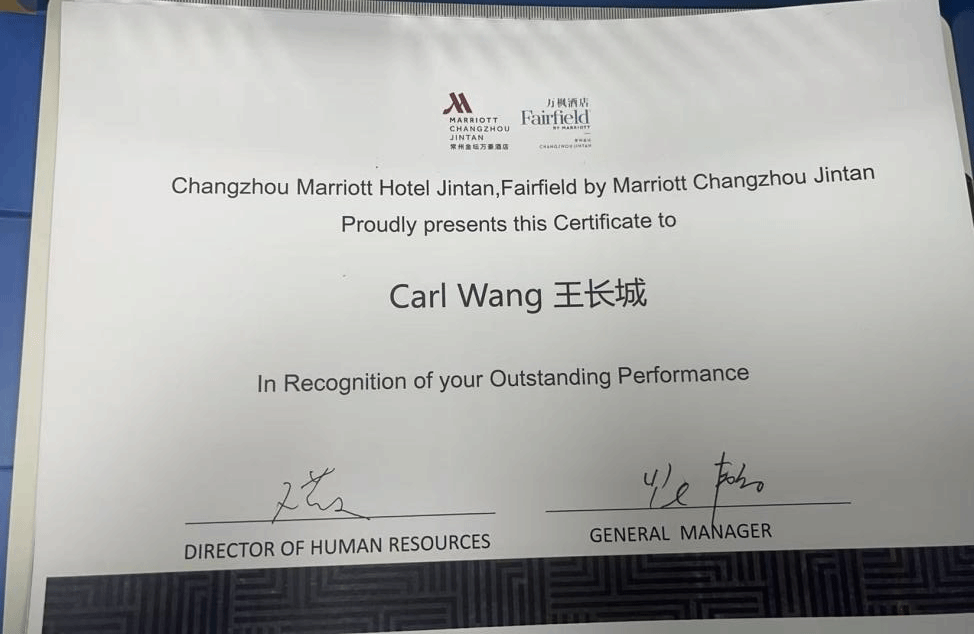 MARRIOTT
CHANGZHOU
JINTAN
常州金坛万豪酒店
万枫酒店
Fairfield
BY MARRIOTT
CHANGZHOU JINTAN
Changzhou Marriott Hotel Jintan,Fairfield by Marriott Changzhou Jintan
Proudly presents this Certificate to
Carl Wang 王长城
In Recognition of your Outstanding Performance
DIRECTOR OF HUMAN RESOURCES
GENERAL MANAGER